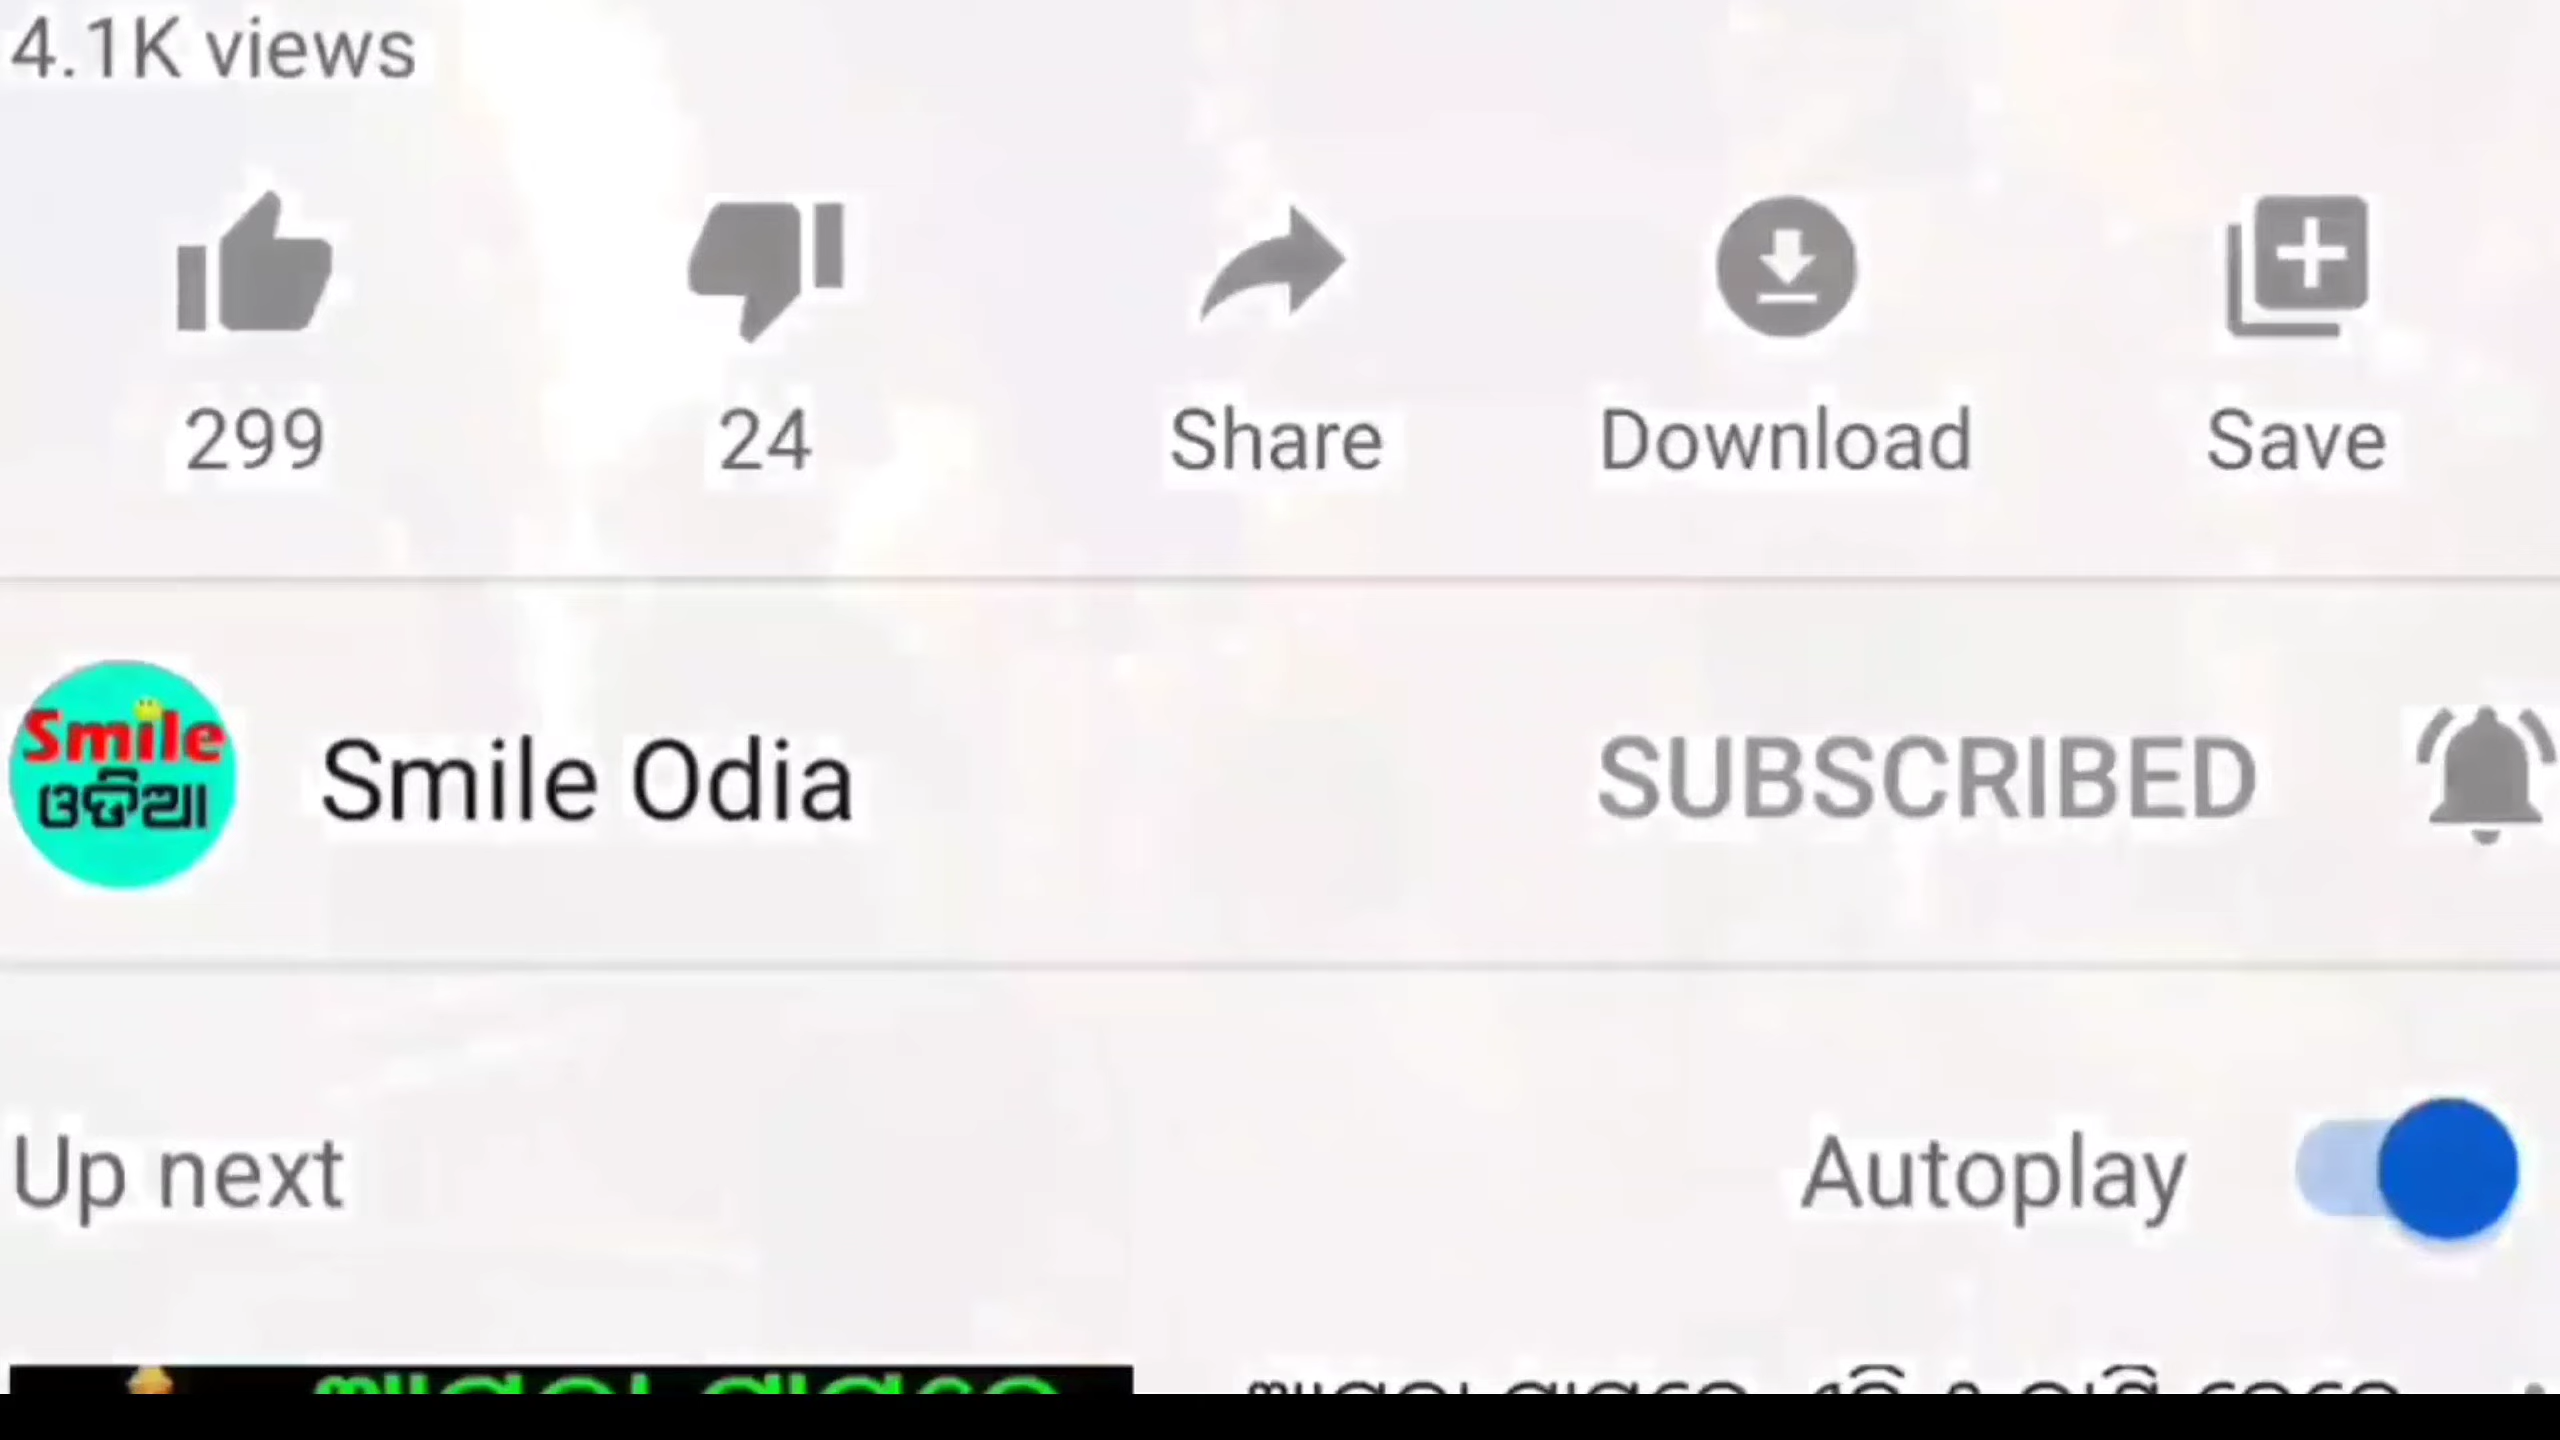 4.1K views
299 24 Share Download Save
Smile
ଓଡିଆ
Smile Odia SUBSCRIBED
Up next Autoplay